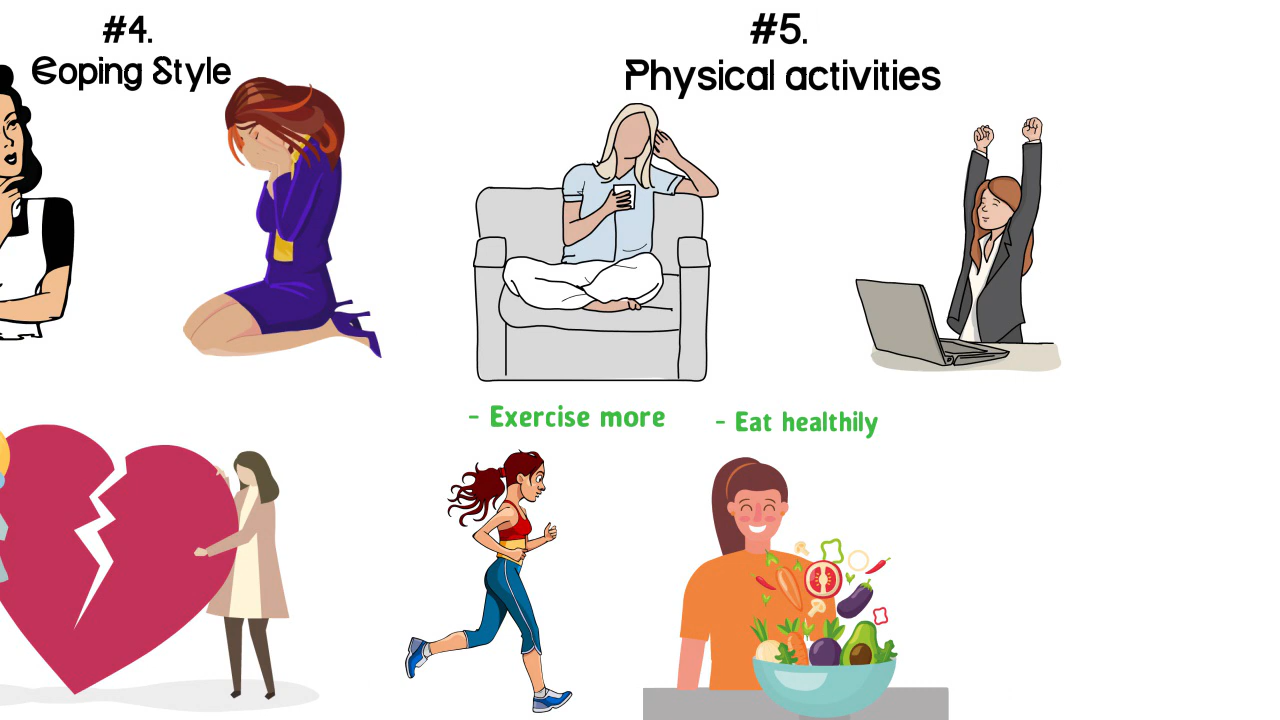 #4.
Coping Style
#5.
Physical activities
- Exercise more
- Eat healthily